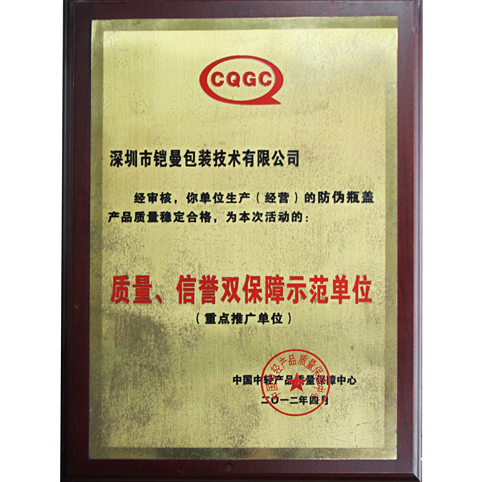 CQGC
深圳市铠曼包装技术有限公司
经审核，你单位生产（经营）的防伪瓶盖
产品质量稳定合格，为本次活动的：
质量、信誉双保障示范单位
（重点推广单位）
中国中轻产品质量保障中心
二〇一二年四月